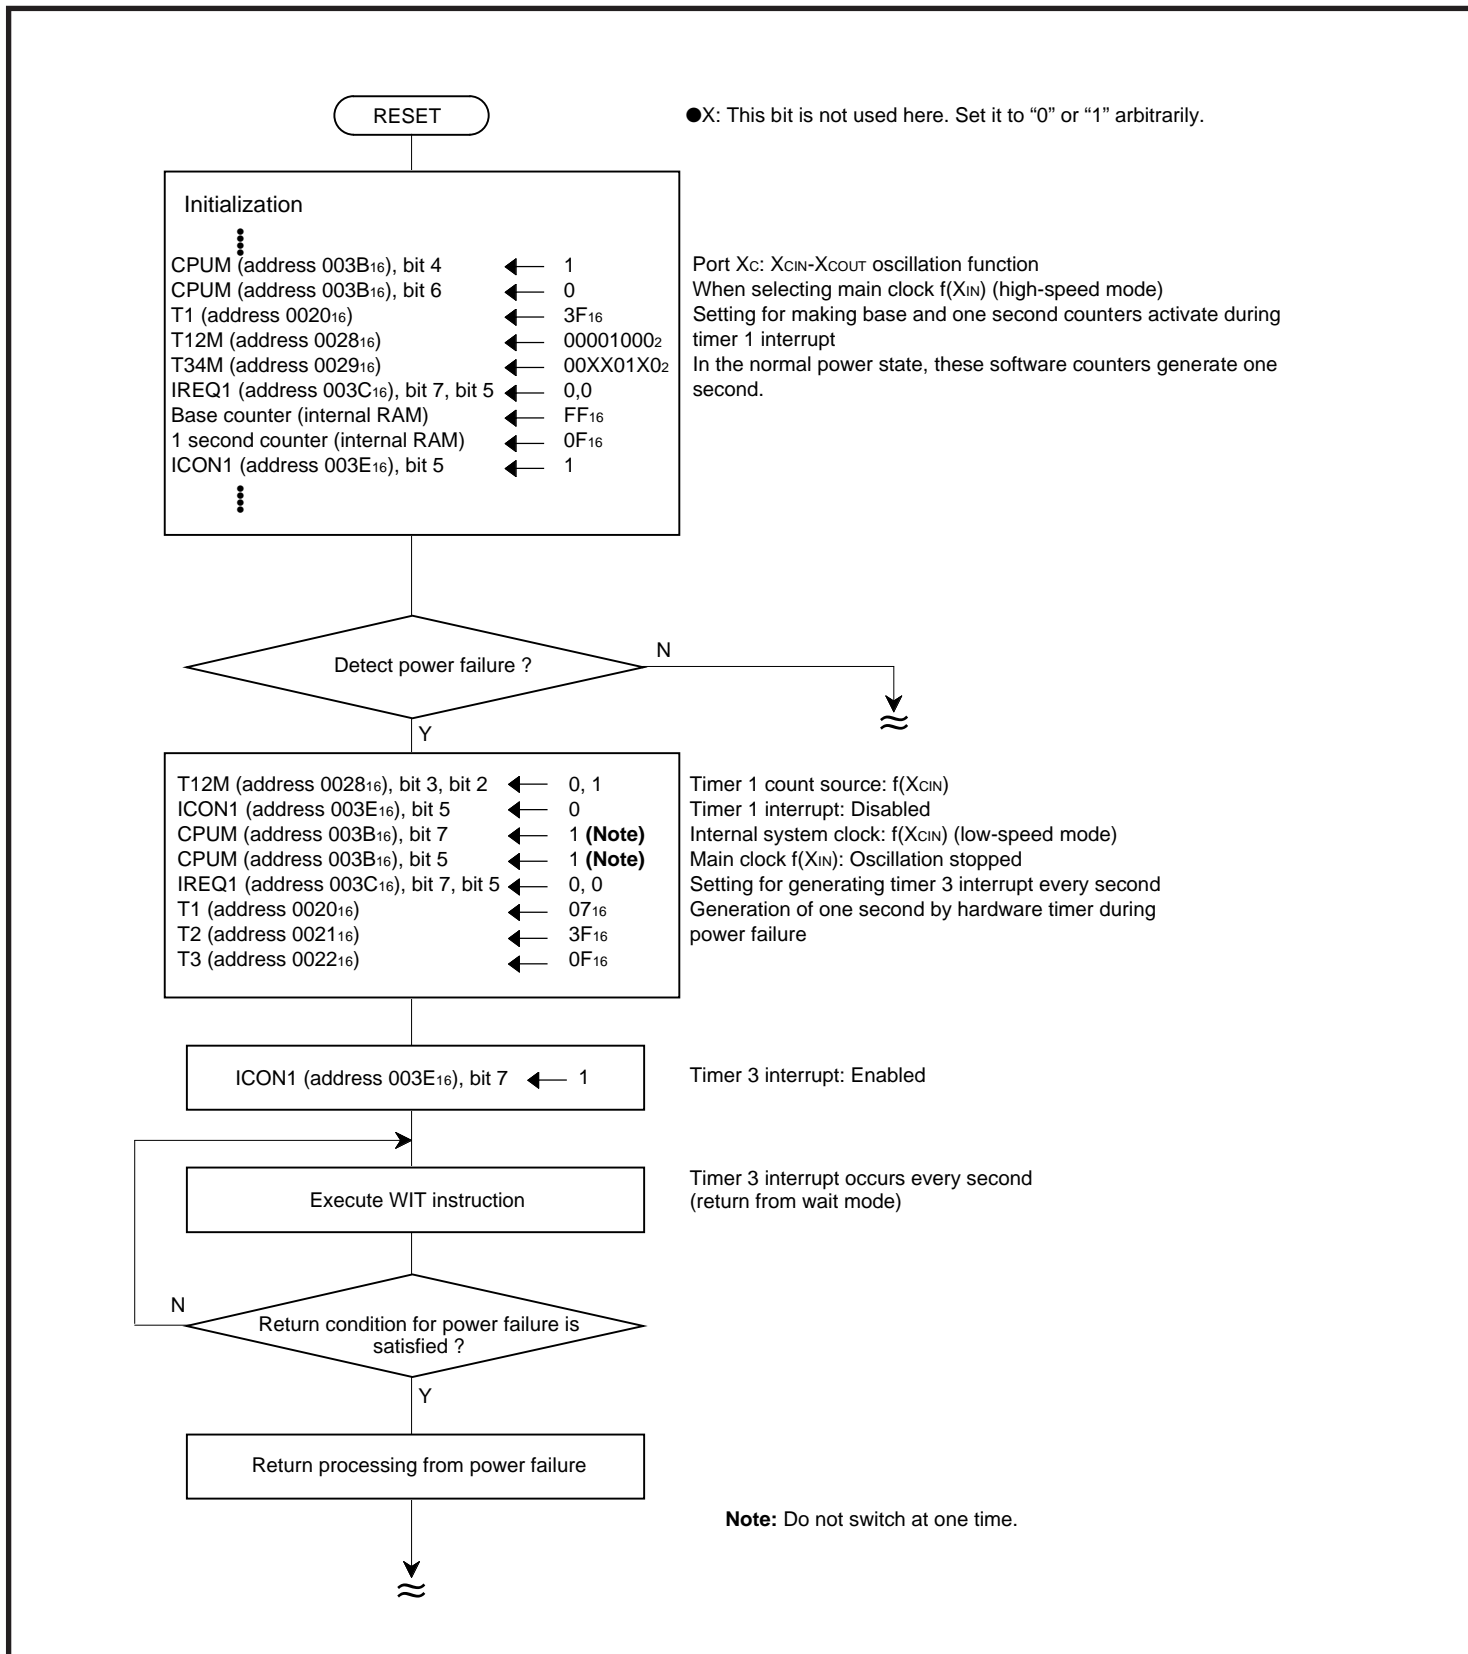 RESET
●X: This bit is not used here. Set it to “0” or “1” arbitrarily.
Initialization
CPUM (address 003B16), bit 4 ← 1 Port XC: XCIN-XCOUT oscillation function
CPUM (address 003B16), bit 6 ← 0 When selecting main clock f(XIN) (high-speed mode)
T1 (address 002016) ← 3F16 Setting for making base and one second counters activate during
T12M (address 002816) ← 000010002 timer 1 interrupt
T34M (address 002916) ← 00XX01X02 In the normal power state, these software counters generate one
IREQ1 (address 003C16), bit 7, bit 5 ← 0,0 second.
Base counter (internal RAM) ← FF16
1 second counter (internal RAM) ← 0F16
ICON1 (address 003E16), bit 5 ← 1
Detect power failure ?
N
≈
Y
T12M (address 002816), bit 3, bit 2 ← 0, 1 Timer 1 count source: f(XCIN)
ICON1 (address 003E16), bit 5 ← 0 Timer 1 interrupt: Disabled
CPUM (address 003B16), bit 7 ← 1 (Note) Internal system clock: f(XCIN) (low-speed mode)
CPUM (address 003B16), bit 5 ← 1 (Note) Main clock f(XIN): Oscillation stopped
IREQ1 (address 003C16), bit 7, bit 5 ← 0, 0 Setting for generating timer 3 interrupt every second
T1 (address 002016) ← 0716 Generation of one second by hardware timer during
T2 (address 002116) ← 3F16 power failure
T3 (address 002216) ← 0F16
ICON1 (address 003E16), bit 7 ← 1 Timer 3 interrupt: Enabled
Timer 3 interrupt occurs every second
Execute WIT instruction (return from wait mode)
N
Return condition for power failure is
satisfied ?
Y
Return processing from power failure
Note: Do not switch at one time.
≈